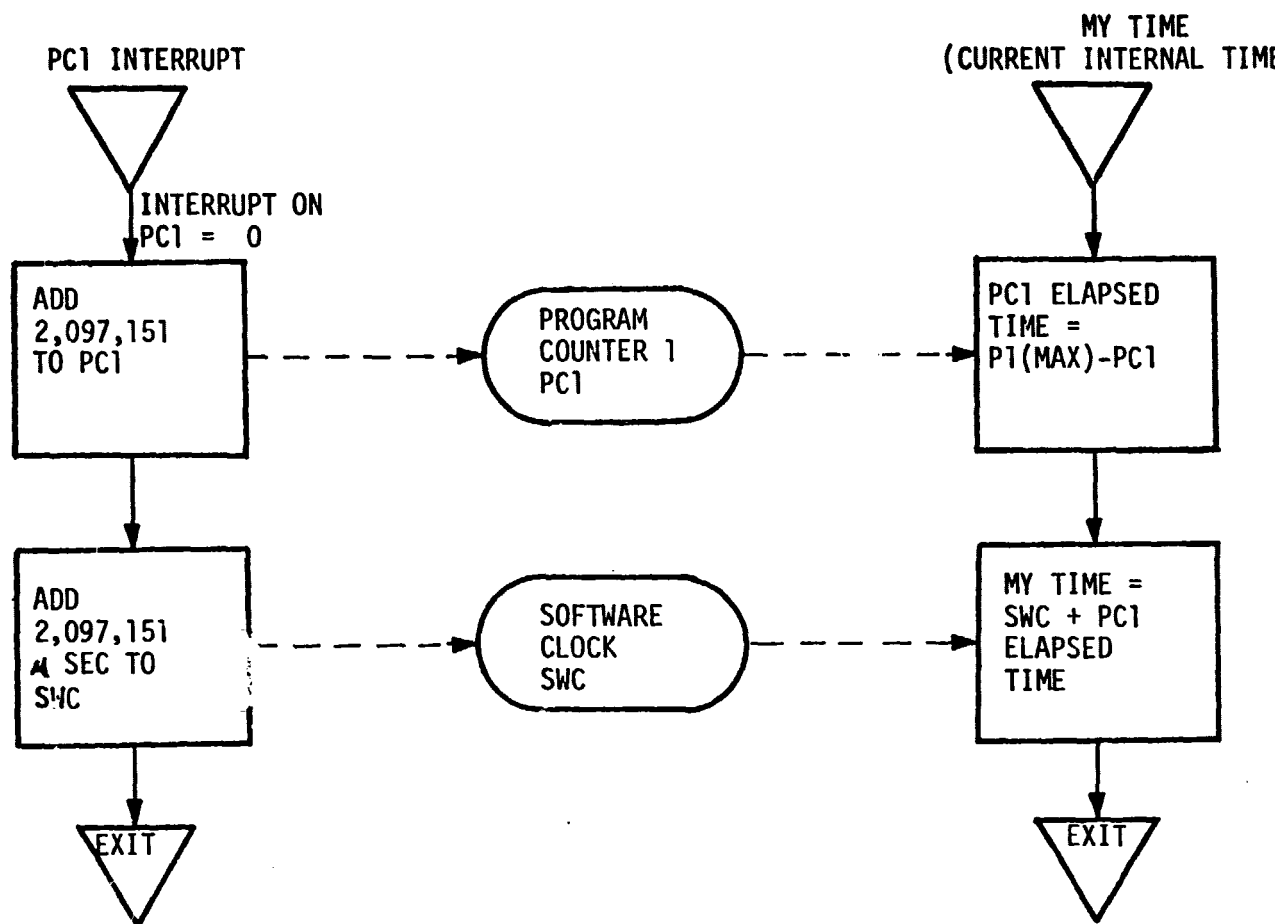 PC1 INTERRUPT
INTERRUPT ON
PC1 = 0
ADD
2,097,151
TO PC1
ADD
2,097,151
μ SEC TO
SWC
EXIT
PROGRAM
COUNTER 1
PC1
SOFTWARE
CLOCK
SWC
MY TIME
(CURRENT INTERNAL TIME
PC1 ELAPSED
TIME =
P1(MAX)-PC1
MY TIME =
SWC + PC1
ELAPSED
TIME
EXIT